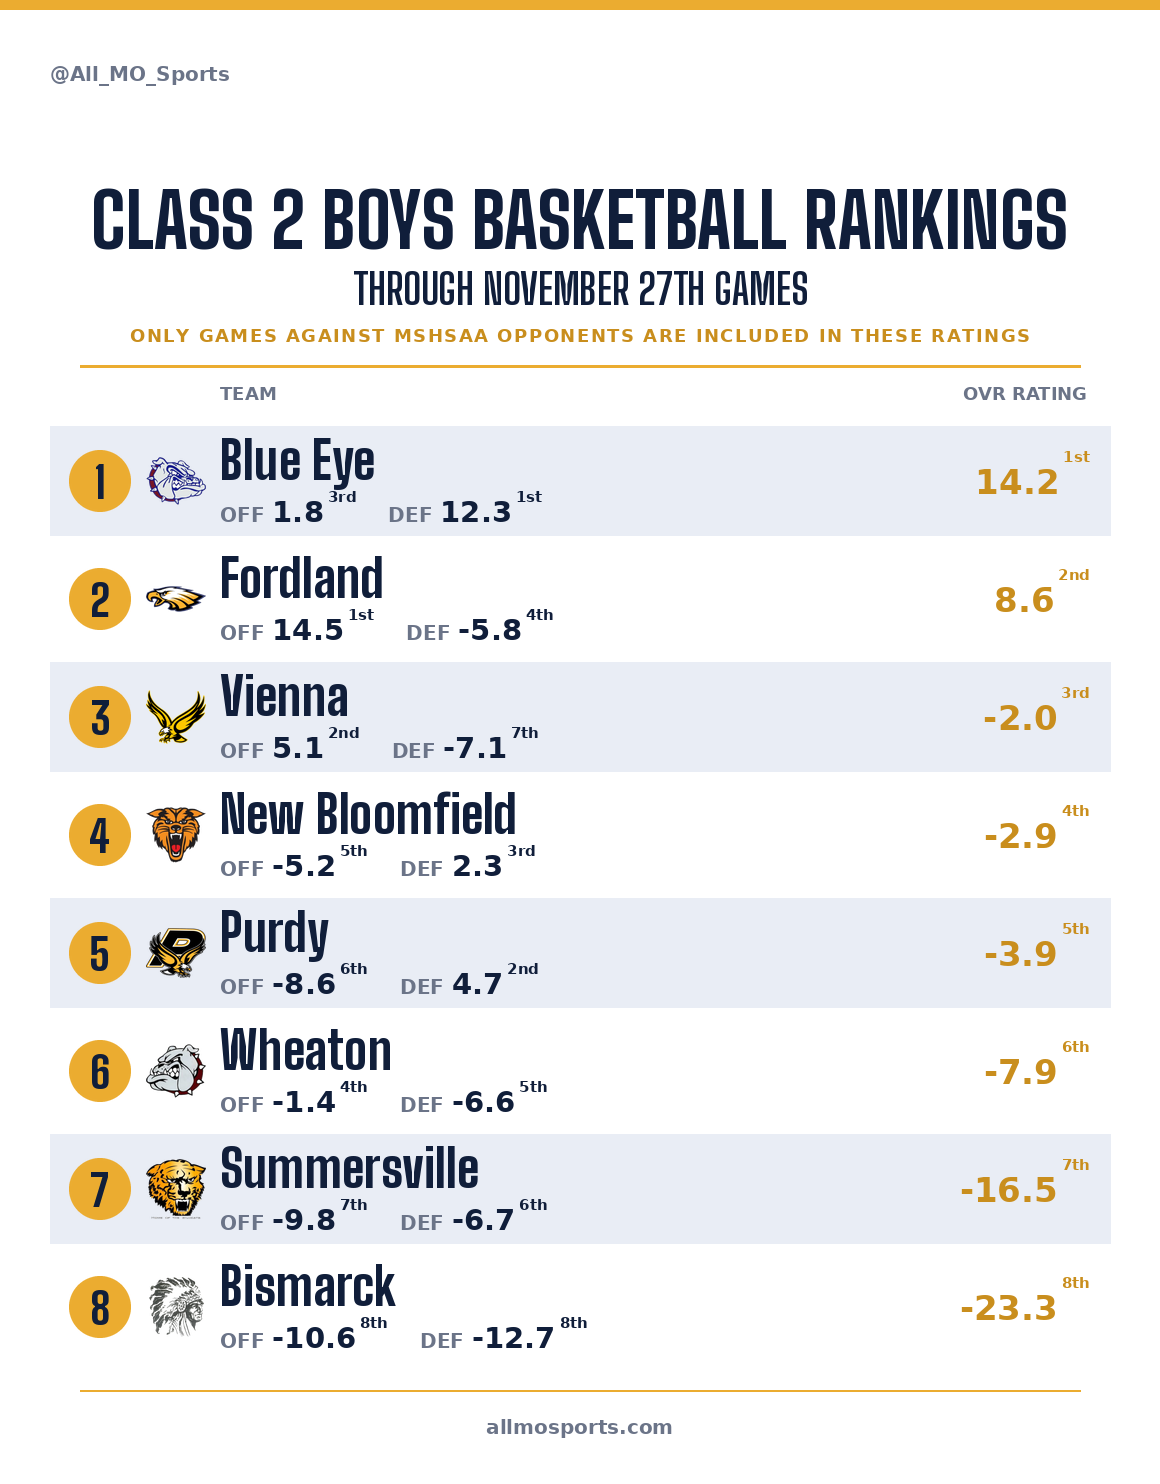 @All_MO_Sports
CLASS 2 BOYS BASKETBALL RANKINGS
THROUGH NOVEMBER 27TH GAMES
ONLY GAMES AGAINST MSHSAA OPPONENTS ARE INCLUDED IN THESE RATINGS
TEAM OVR RATING
1 Blue Eye 14.2 1st
OFF 1.8 3rd DEF 12.3 1st
2 Fordland 8.6 2nd
OFF 14.5 1st DEF -5.8 4th
3 Vienna -2.0 3rd
OFF 5.1 2nd DEF -7.1 7th
4 New Bloomfield -2.9 4th
OFF -5.2 5th DEF 2.3 3rd
5 Purdy -3.9 5th
OFF -8.6 6th DEF 4.7 2nd
6 Wheaton -7.9 6th
OFF -1.4 4th DEF -6.6 5th
7 Summersville -16.5 7th
OFF -9.8 7th DEF -6.7 6th
8 Bismarck -23.3 8th
OFF -10.6 8th DEF -12.7 8th
allmosports.com